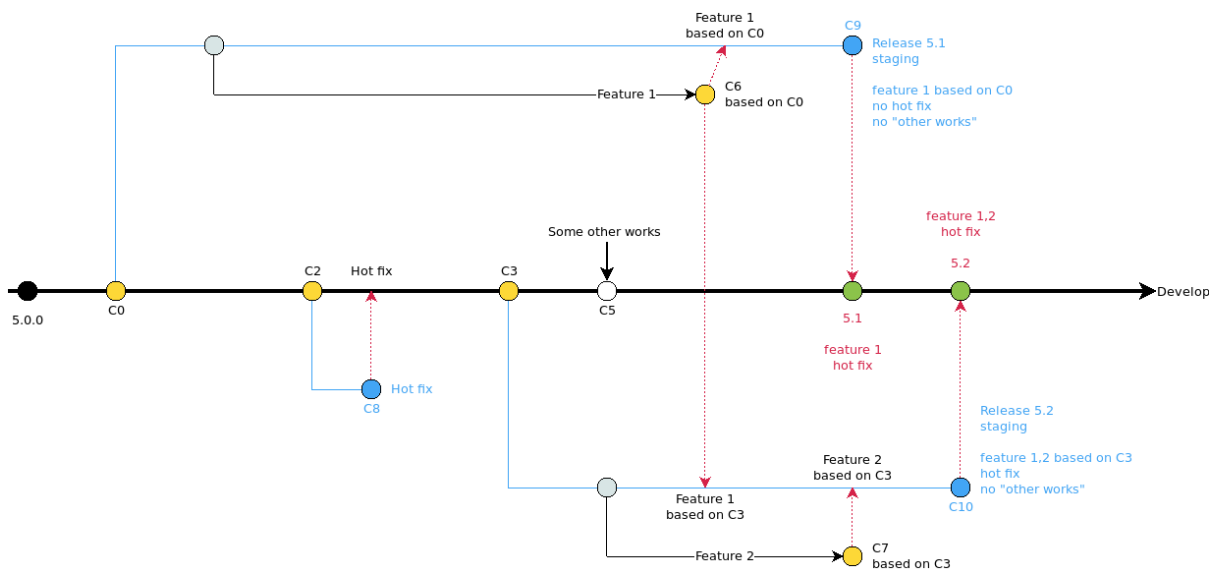 Feature 1
based on C0
C9
Release 5.1
staging
feature 1 based on C0
no hot fix
no "other works"
Feature 1
C6
based on C0
feature 1,2
hot fix
Some other works
5.2
C2
Hot fix
C3
Develop
5.0.0
C0
C5
5.1
feature 1
hot fix
Hot fix
C8
Release 5.2
staging
feature 1,2 based on C3
hot fix
no "other works"
Feature 2
based on C3
Feature 1
based on C3
C10
Feature 2
C7
based on C3